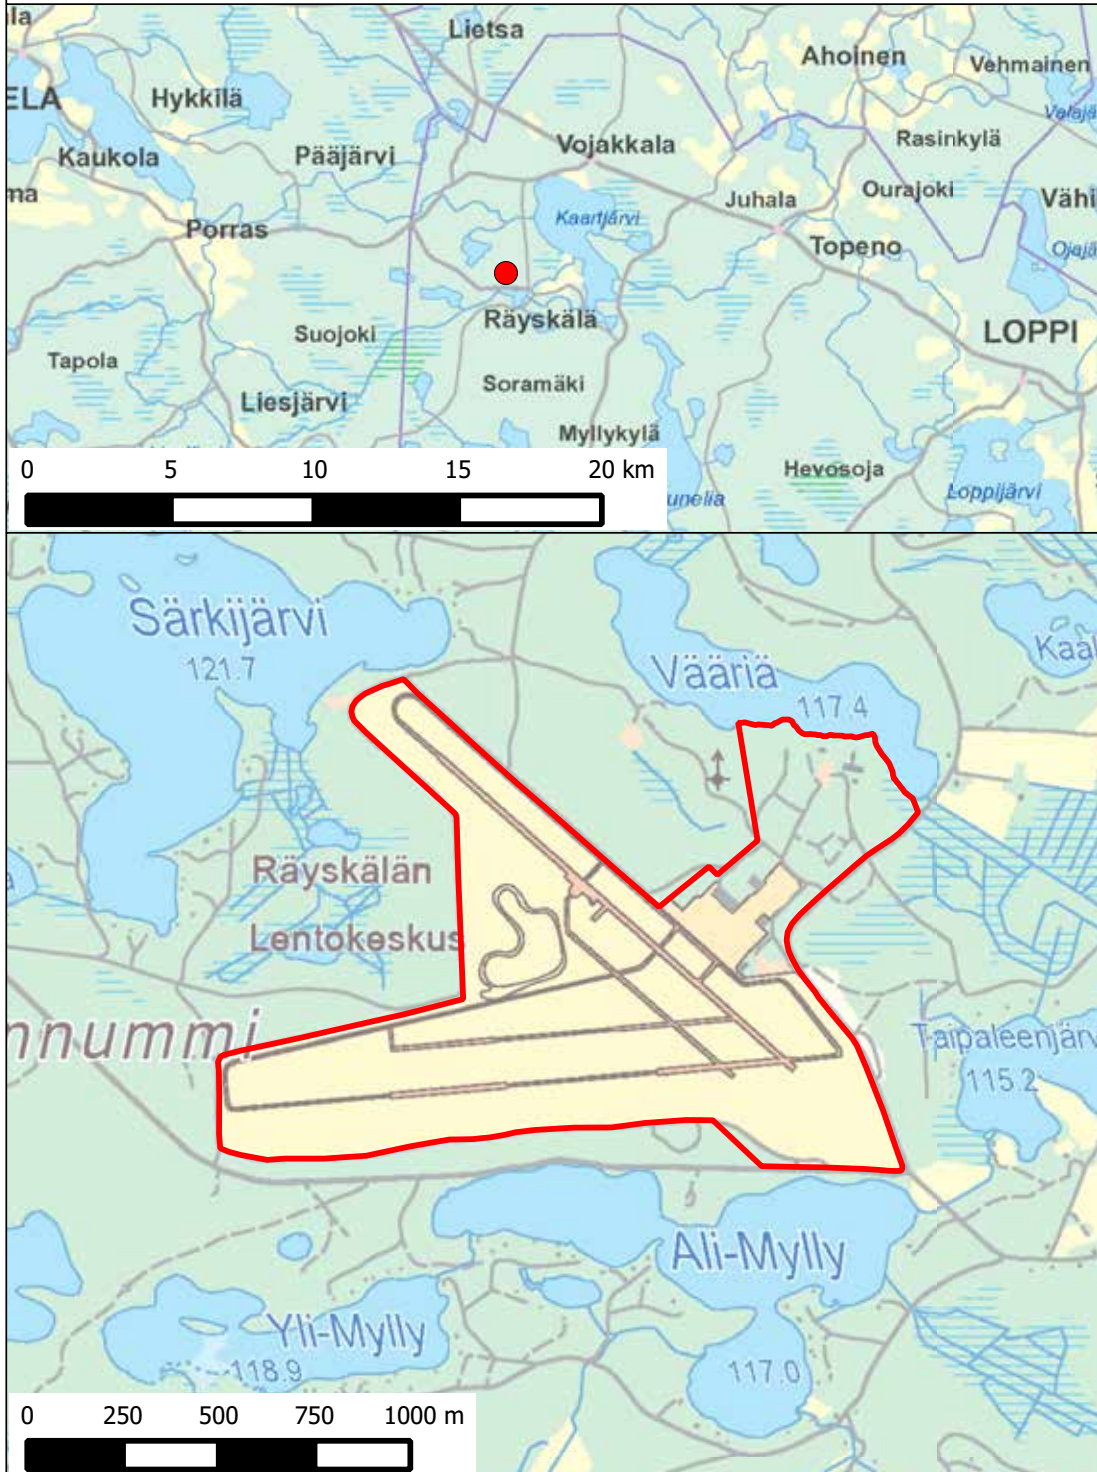 Lietsa
Ahoinen
Vehmainen
Hykkilä
Kaukola
Pääjärvi
Vojakkala
Rasinkylä
Juhala
Ourajoki
Porras
Kaartjärvi
Topeno
Räyskälä
Suojoki
LOPPI
Tapola
Soramäki
Liesjärvi
Myllykylä
Hevosoja
Loppijärvi
0 5 10 15 20 km
Särkijärvi
121.7
Vääriä
117.4
Räyskälän
Lentokeskus
nnummi
Taipaleenjärv
115.2
Ali-Mylly
Yli-Mylly
118.9
117.0
0 250 500 750 1000 m